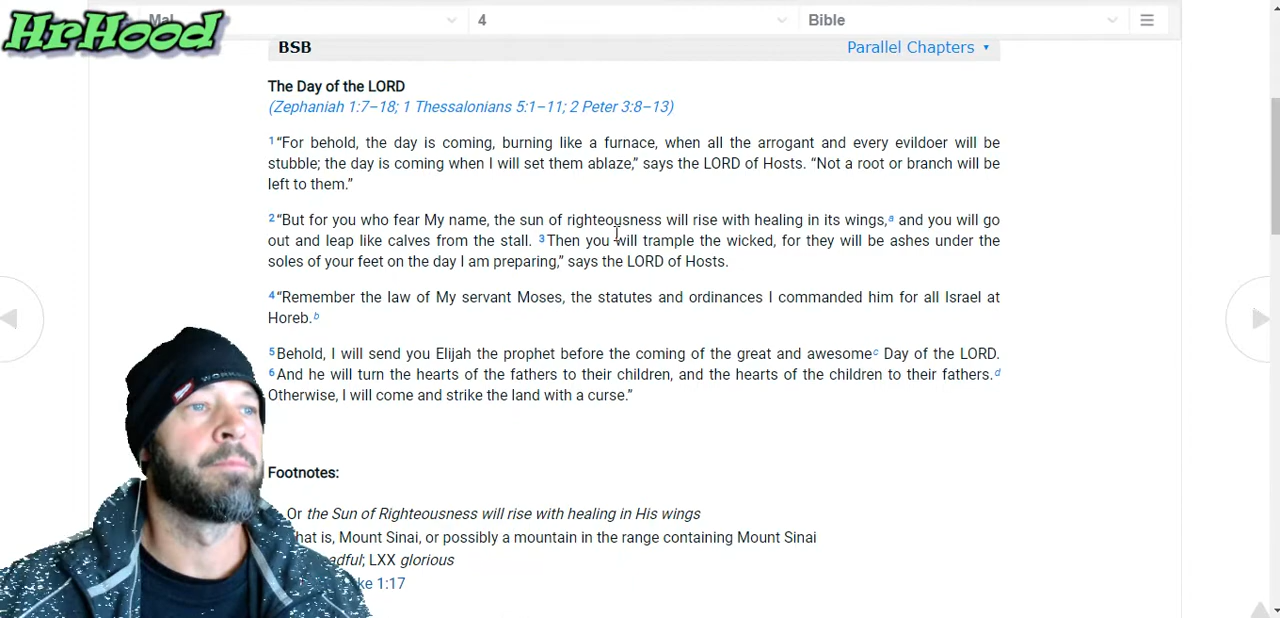 HrHood
Mal 4 Bible
BSB Parallel Chapters ▾
The Day of the LORD
(Zephaniah 1:7–18; 1 Thessalonians 5:1–11; 2 Peter 3:8–13)
1 “For behold, the day is coming, burning like a furnace, when all the arrogant and every evildoer will be
stubble; the day is coming when I will set them ablaze,” says the LORD of Hosts. “Not a root or branch will be
left to them.”
2 “But for you who fear My name, the sun of righteousness will rise with healing in its wings,a and you will go
out and leap like calves from the stall. 3 Then you will trample the wicked, for they will be ashes under the
soles of your feet on the day I am preparing,” says the LORD of Hosts.
4 “Remember the law of My servant Moses, the statutes and ordinances I commanded him for all Israel at
Horeb.b
5 Behold, I will send you Elijah the prophet before the coming of the great and awesomec Day of the LORD.
6 And he will turn the hearts of the fathers to their children, and the hearts of the children to their fathers.d
Otherwise, I will come and strike the land with a curse.”
Footnotes:
Or the Sun of Righteousness will rise with healing in His wings
hat is, Mount Sinai, or possibly a mountain in the range containing Mount Sinai
adful; LXX glorious
ke 1:17